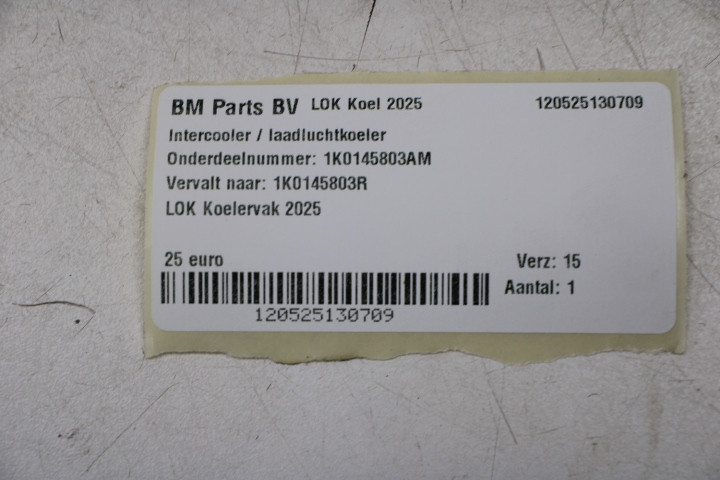 BM Parts BV LOK Koel 2025 120525130709
Intercooler / laadluchtkoeler
Onderdeelnummer: 1K0145803AM
Vervalt naar: 1K0145803R
LOK Koelervak 2025
25 euro Verz: 15
Aantal: 1
120525130709